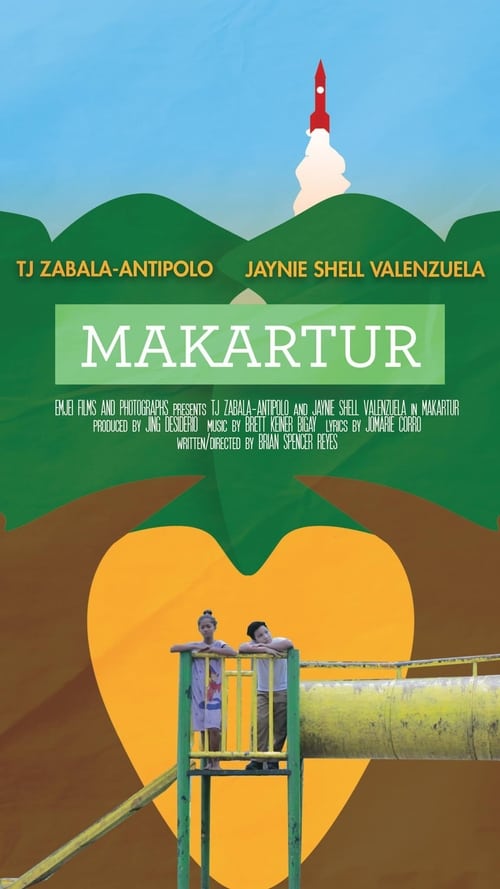 TJ ZABALA-ANTIPOLO JAYNIE SHELL VALENZUELA
MAKARTUR
EMJEI FILMS AND PHOTOGRAPHS PRESENTS TJ ZABALA-ANTIPOLO AND JAYNIE SHELL VALENZUELA IN MAKARTUR
PRODUCED BY JING DESIDERIO MUSIC BY BRETT KEINER BIGAY LYRICS BY JOMARIE CORRO
WRITTEN/DIRECTED BY BRIAN SPENCER REYES